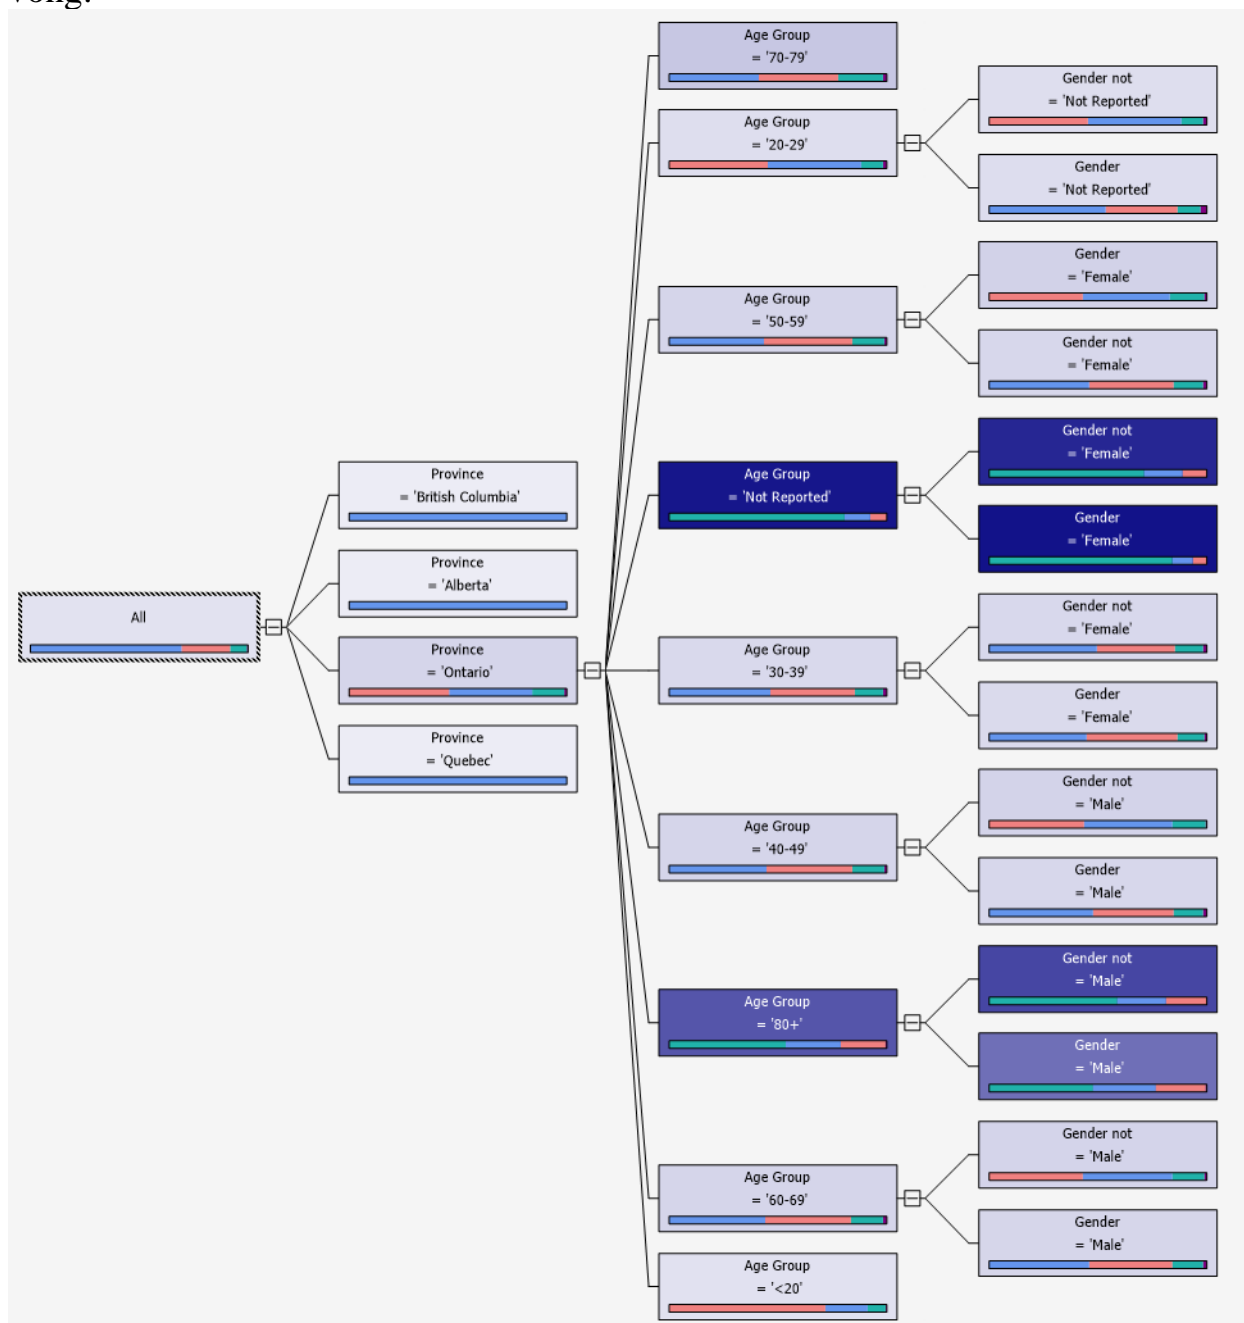 vong:
Age Group
= '70-79'
Gender not
= 'Not Reported'
Age Group
= '20-29'
Gender
= 'Not Reported'
Gender
= 'Female'
Age Group
= '50-59'
Gender not
= 'Female'
Gender not
= 'Female'
Province
= 'British Columbia'
Age Group
= 'Not Reported'
Gender
= 'Female'
Province
= 'Alberta'
All
Gender not
= 'Female'
Province
= 'Ontario'
Age Group
= '30-39'
Gender
= 'Female'
Province
= 'Quebec'
Gender not
= 'Male'
Age Group
= '40-49'
Gender
= 'Male'
Gender not
= 'Male'
Age Group
= '80+'
Gender
= 'Male'
Gender not
= 'Male'
Age Group
= '60-69'
Gender
= 'Male'
Age Group
= '<20'